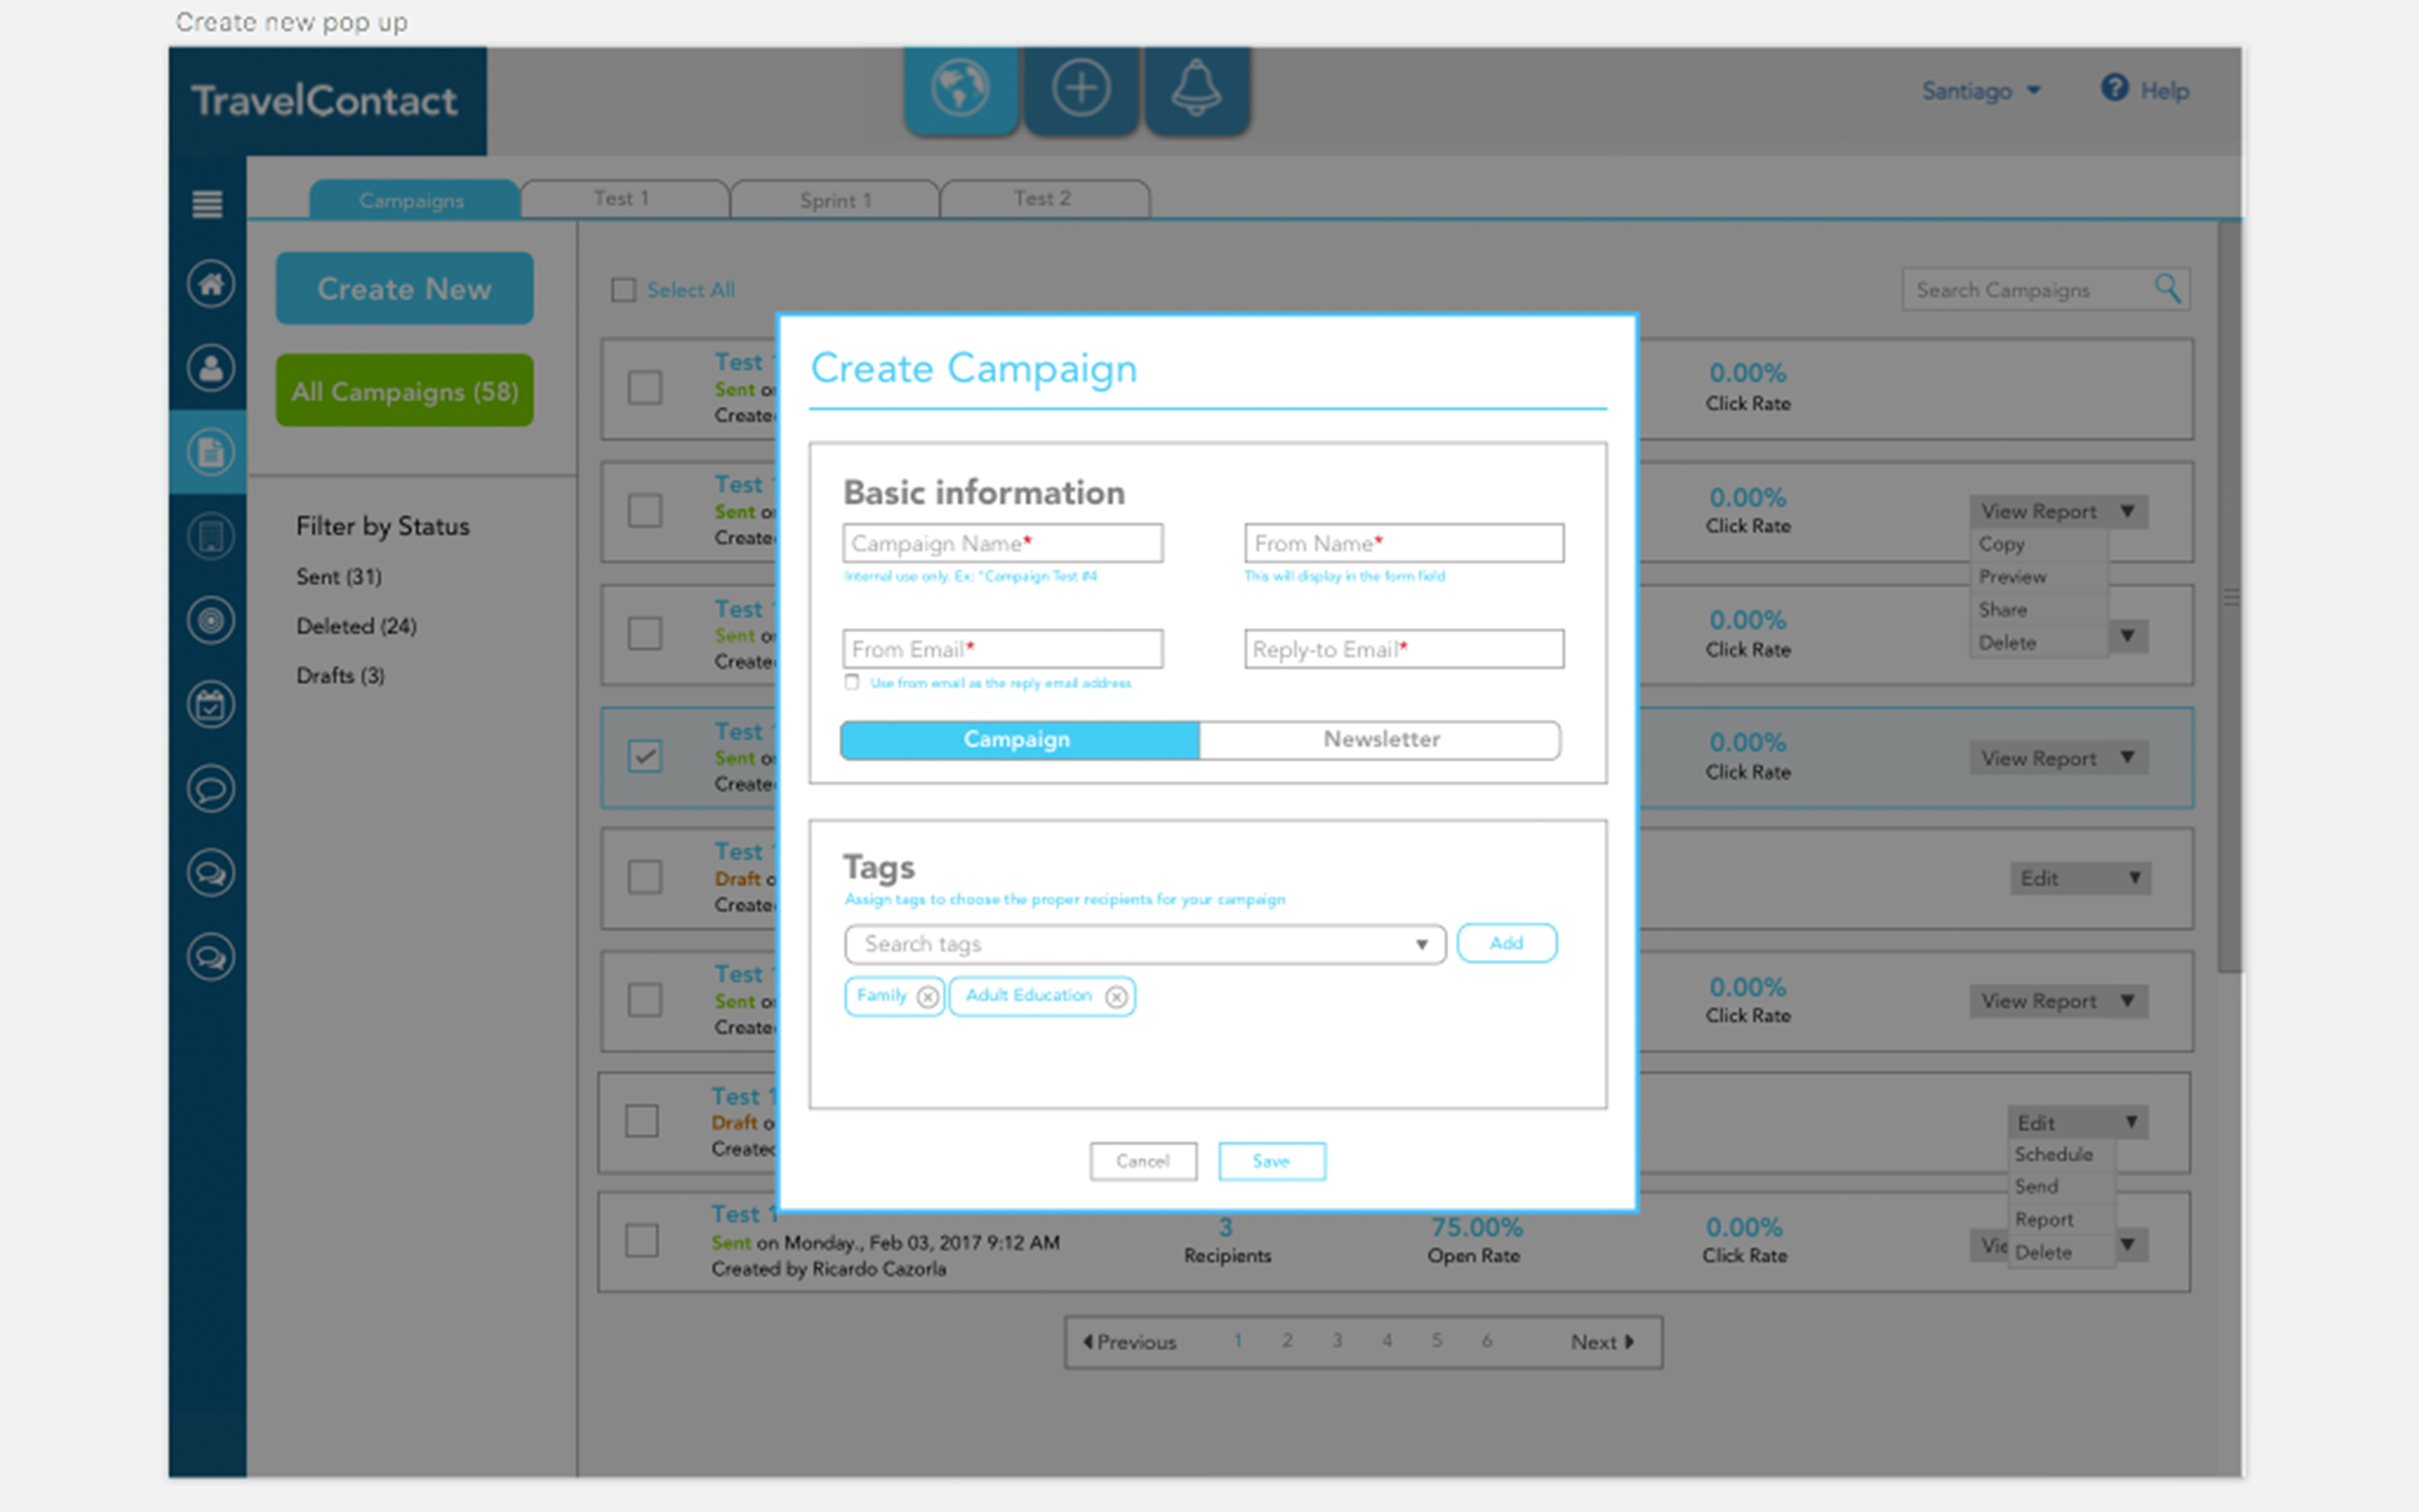 Create new pop up
TravelContact
Santiago
Help
Campaigns
Test 1
Sprint 1
Test 2
Create New
All Campaigns (58)
Filter by Status
Sent (31)
Deleted (24)
Drafts (3)
Select All
Search Campaigns
Test
Sent
Create
0.00%
Click Rate
Test
Sent
Create
0.00%
Click Rate
View Report
Copy
Preview
Share
Delete
Test
Sent
Create
0.00%
Click Rate
Test
Sent
Create
0.00%
Click Rate
View Report
Test
Draft
Create
Edit
Test
Sent
Create
0.00%
Click Rate
View Report
Test 1
Draft
Create
Edit
Schedule
Send
Report
Delete
Test 1
Sent on Monday., Feb 03, 2017 9:12 AM
Created by Ricardo Cazorla
3
Recipients
75.00%
Open Rate
0.00%
Click Rate
Vie
Previous 1 2 3 4 5 6 Next
Create Campaign
Basic information
Campaign Name*
Internal use only. Ex: "Campaign Test #4
From Name*
This will display in the form field
From Email*
Use from email as the reply email address
Reply-to Email*
Campaign
Newsletter
Tags
Assign tags to choose the proper recipients for your campaign
Search tags
Add
Family
Adult Education
Cancel
Save